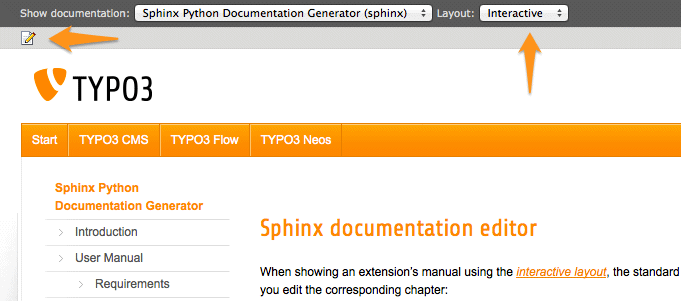 Show documentation: Sphinx Python Documentation Generator (sphinx) Layout: Interactive
TYPO3
Start TYPO3 CMS TYPO3 Flow TYPO3 Neos
Sphinx Python
Documentation Generator
Introduction
User Manual
Requirements
Sphinx documentation editor
When showing an extension's manual using the interactive layout, the standard
you edit the corresponding chapter: